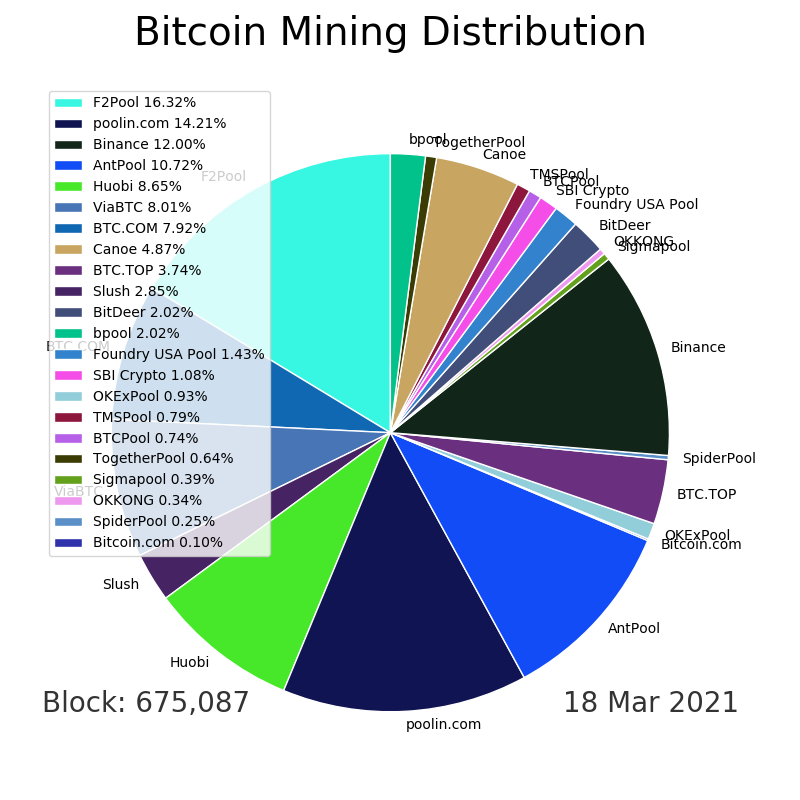 Bitcoin Mining Distribution
F2Pool 16.32%
poolin.com 14.21%
Binance 12.00%
AntPool 10.72%
Huobi 8.65%
ViaBTC 8.01%
BTC.COM 7.92%
Canoe 4.87%
BTC.TOP 3.74%
Slush 2.85%
BitDeer 2.02%
bpool 2.02%
Foundry USA Pool 1.43%
SBI Crypto 1.08%
OKExPool 0.93%
TMSPool 0.79%
BTCPool 0.74%
TogetherPool 0.64%
Sigmapool 0.39%
OKKONG 0.34%
SpiderPool 0.25%
Bitcoin.com 0.10%
F2Pool
BTC.COM
ViaBTC
Slush
Huobi
poolin.com
AntPool
Bitcoin.com
OKExPool
BTC.TOP
SpiderPool
Binance
Sigmapool
OKKONG
BitDeer
Foundry USA Pool
SBI Crypto
BTCPool
TMSPool
Canoe
TogetherPool
bpool
Block: 675,087
18 Mar 2021